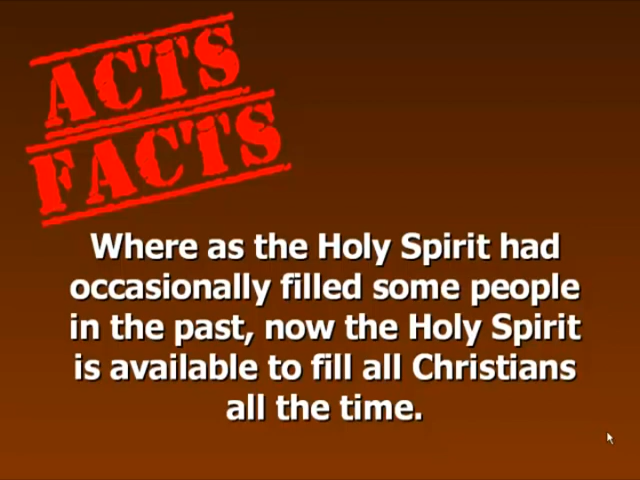 ACTS
FACTS
Where as the Holy Spirit had
occasionally filled some people
in the past, now the Holy Spirit
is available to fill all Christians
all the time.